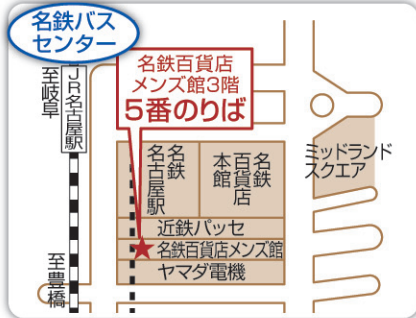 名鉄バス
センター
至岐阜
JR名古屋駅
至豊橋
名鉄百貨店
メンズ館3階
5番のりば
名鉄
名古屋駅
名鉄
百貨店
本館
ミッドランド
スクエア
近鉄パッセ
名鉄百貨店メンズ館
ヤマダ電機